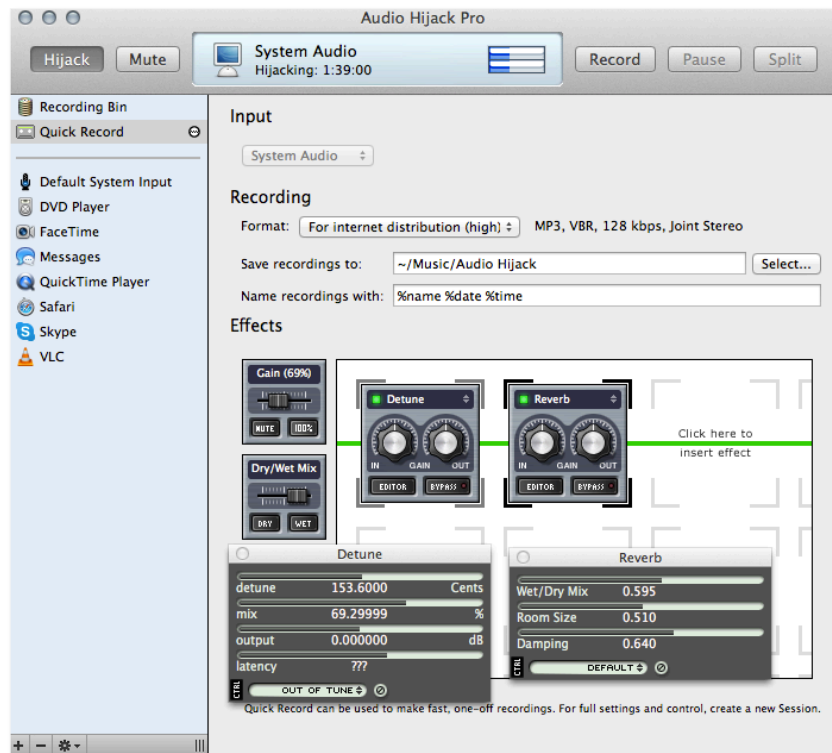 Audio Hijack Pro
Hijack Mute
System Audio
Hijacking: 1:39:00
Record Pause Split
Recording Bin
Quick Record
Default System Input
DVD Player
FaceTime
Messages
QuickTime Player
Safari
Skype
VLC
Input
System Audio
Recording
Format: For internet distribution (high) MP3, VBR, 128 kbps, Joint Stereo
Save recordings to: ~/Music/Audio Hijack Select...
Name recordings with: %name %date %time
Effects
Gain (69%)
MUTE 100%
Dry/Wet Mix
DRY WET
Detune
IN GAIN OUT
EDITOR BYPASS
Reverb
IN GAIN OUT
EDITOR BYPASS
Click here to
insert effect
Detune
detune 153.6000 Cents
mix 69.29999 %
output 0.000000 dB
latency ???
CTRL OUT OF TUNE
Reverb
Wet/Dry Mix 0.595
Room Size 0.510
Damping 0.640
CTRL DEFAULT
Quick Record can be used to make fast, one-off recordings. For full settings and control, create a new Session.